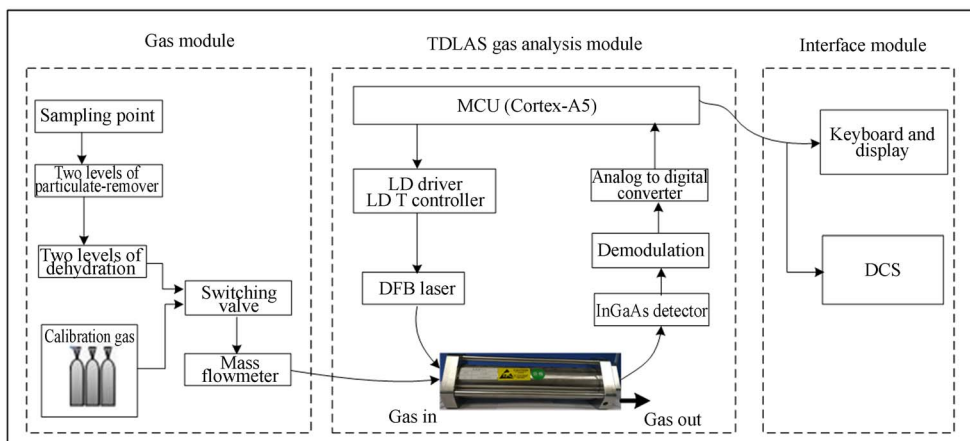 Gas module
Sampling point
Two levels of
particulate-remover
Two levels of
dehydration
Calibration gas
Switching
valve
Mass
flowmeter
TDLAS gas analysis module
MCU (Cortex-A5)
LD driver
LD T controller
DFB laser
Analog to digital
converter
Demodulation
InGaAs detector
Gas in
Gas out
Interface module
Keyboard and
display
DCS